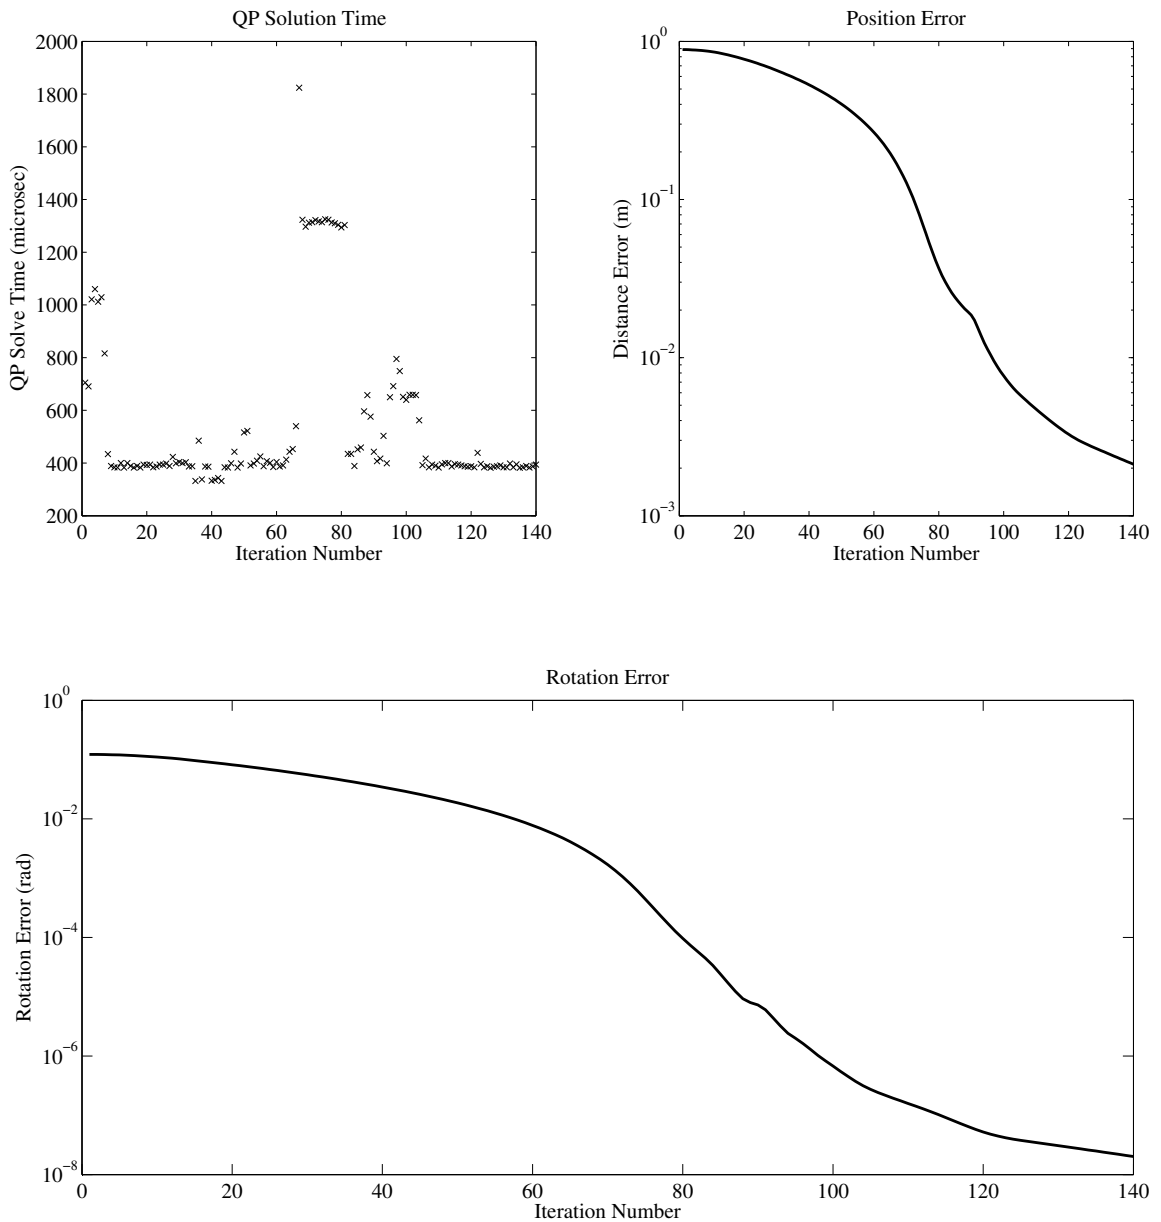 QP Solution Time
2000
1800
1600
1400
1200
1000
800
600
400
200
QP Solve Time (microsec)
0 20 40 60 80 100 120 140
Iteration Number
Position Error
10^0
10^−1
10^−2
10^−3
Distance Error (m)
0 20 40 60 80 100 120 140
Iteration Number
Rotation Error
10^0
10^−2
10^−4
10^−6
10^−8
Rotation Error (rad)
0 20 40 60 80 100 120 140
Iteration Number